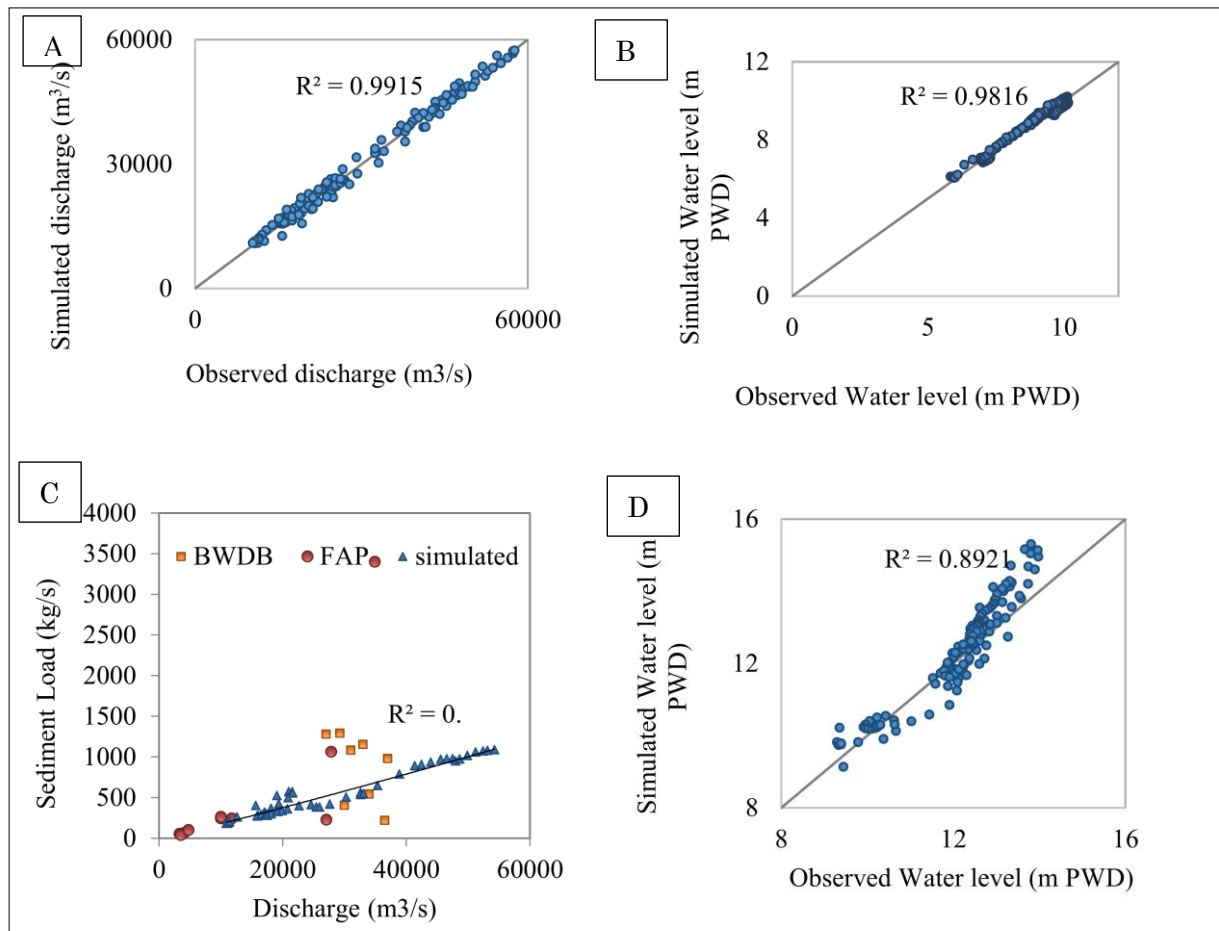 A
60000
30000
0
0
60000
R² = 0.9915
Simulated discharge (m³/s)
Observed discharge (m3/s)
B
12
8
4
0
0
5
10
R² = 0.9816
Simulated Water level (m
PWD)
Observed Water level (m PWD)
C
4000
3500
3000
2500
2000
1500
1000
500
0
0
20000
40000
60000
BWDB
FAP
simulated
R² = 0.
Sediment Load (kg/s)
Discharge (m3/s)
D
16
12
8
8
12
16
R² = 0.8921
Simulated Water level (m
PWD)
Observed Water level (m PWD)